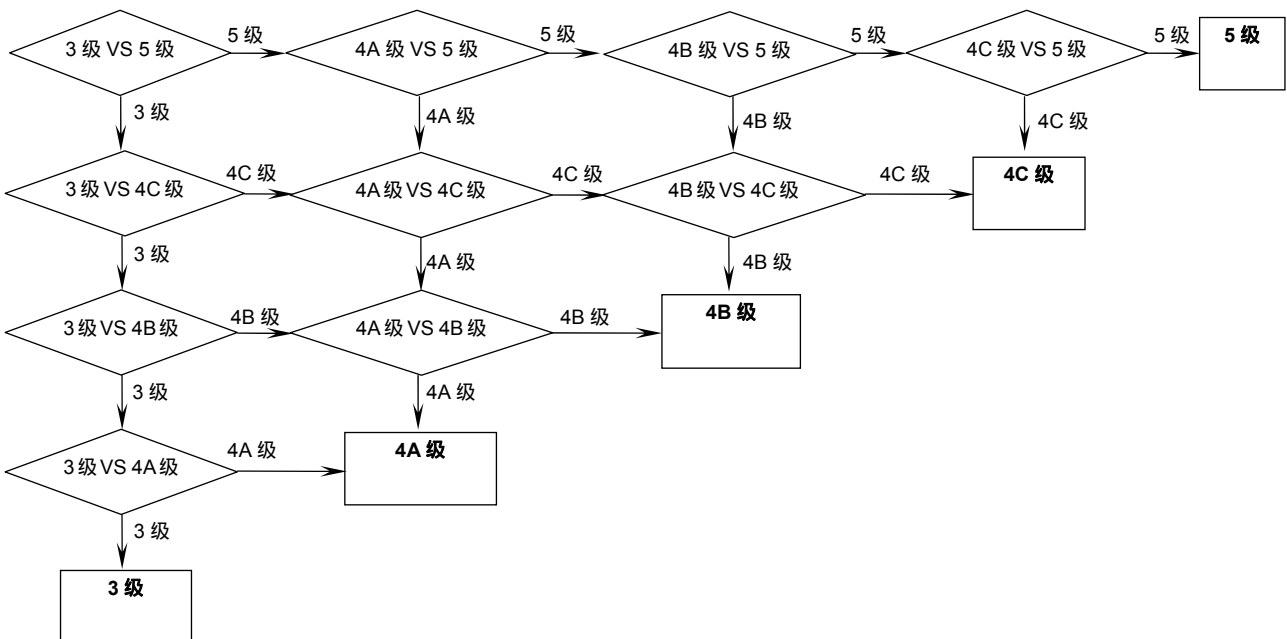 3 级 VS 5 级
5 级
4A 级 VS 5 级
5 级
4B 级 VS 5 级
5 级
4C 级 VS 5 级
5 级
5 级
3 级
4A 级
4B 级
4C 级
3 级 VS 4C 级
4C 级
4A 级 VS 4C 级
4C 级
4B 级 VS 4C 级
4C 级
4C 级
3 级
4A 级
4B 级
3 级 VS 4B 级
4B 级
4A 级 VS 4B 级
4B 级
4B 级
3 级
4A 级
3 级 VS 4A 级
4A 级
4A 级
3 级
3 级